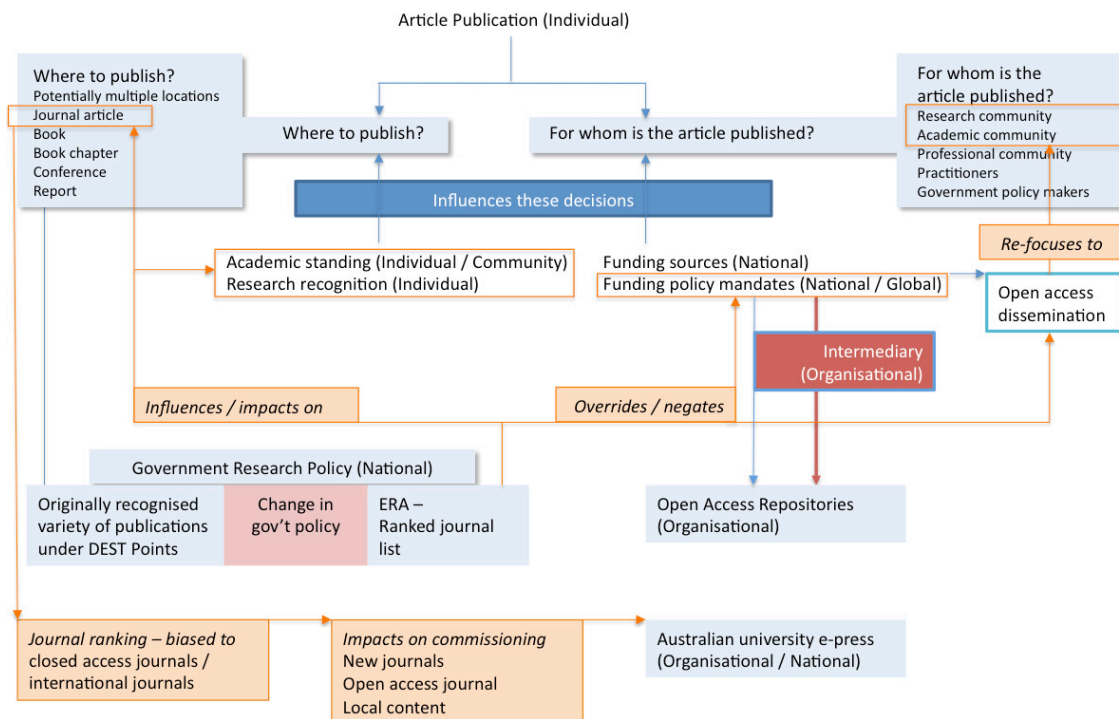 Article Publication (Individual)
Where to publish?
Potentially multiple locations
Journal article
Book
Book chapter
Conference
Report
Where to publish?
For whom is the article published?
For whom is the
article published?
Research community
Academic community
Professional community
Practitioners
Government policy makers
Influences these decisions
Academic standing (Individual / Community)
Research recognition (Individual)
Funding sources (National)
Funding policy mandates (National / Global)
Re-focuses to
Open access
dissemination
Intermediary
(Organisational)
Influences / impacts on
Overrides / negates
Government Research Policy (National)
Originally recognised
variety of publications
under DEST Points
Change in
gov’t policy
ERA –
Ranked journal
list
Open Access Repositories
(Organisational)
Journal ranking – biased to
closed access journals /
international journals
Impacts on commissioning
New journals
Open access journal
Local content
Australian university e-press
(Organisational / National)